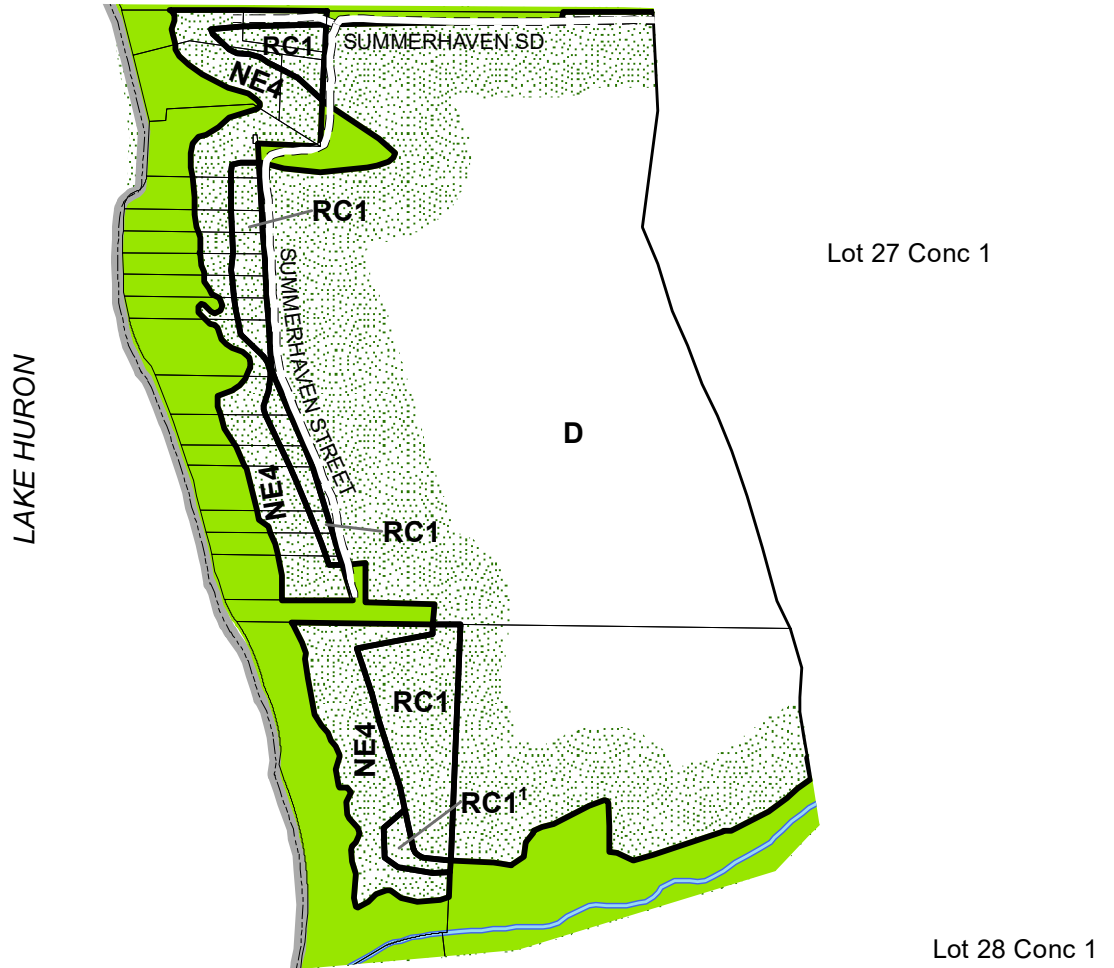 RC1
SUMMERHAVEN SD
NE4
RC1
Lot 27 Conc 1
SUMMERHAVEN STREET
LAKE HURON
D
NE4
RC1
RC1
NE4
RC1¹
Lot 28 Conc 1